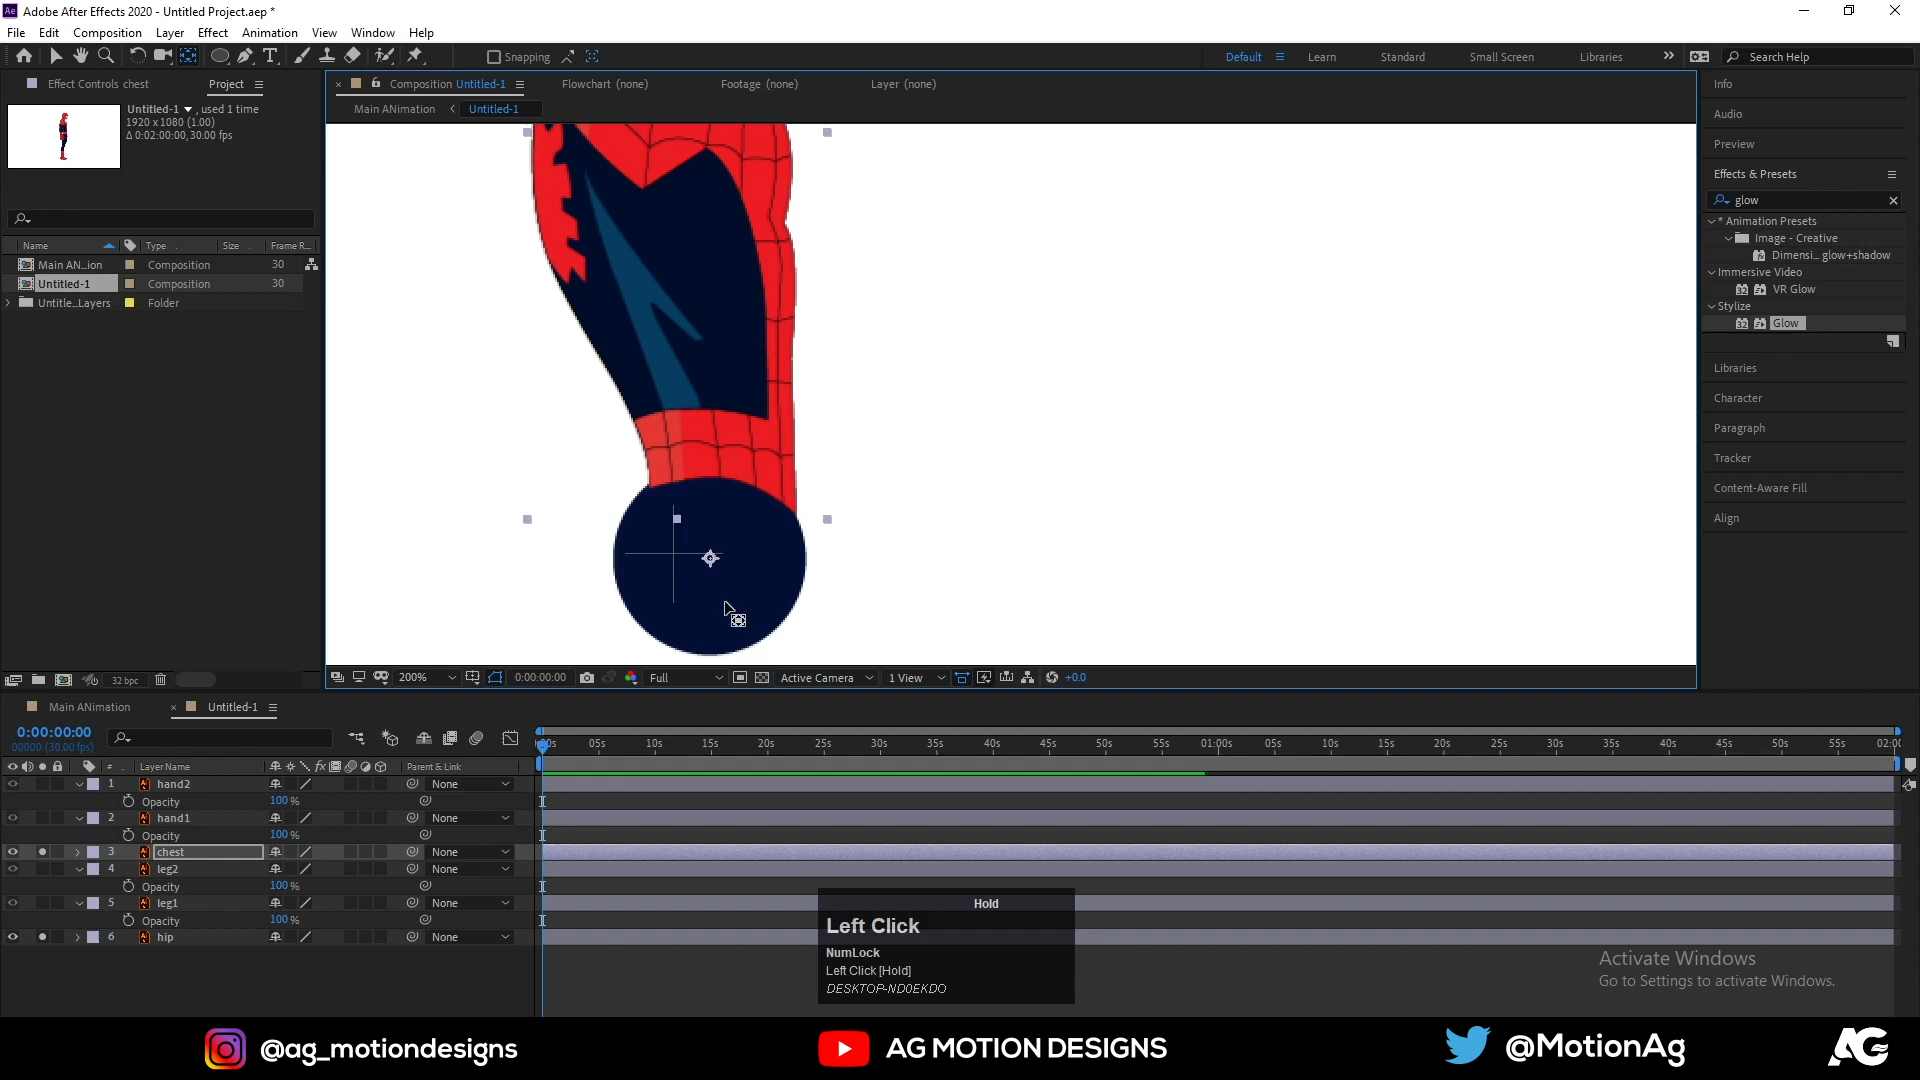 Adobe After Effects 2020 - Untitled Project.aep *
File Edit Composition Layer Effect Animation View Window Help
Snapping
Default Learn Standard Small Screen Libraries Search Help
Effect Controls chest Project
Composition Untitled-1 Flowchart (none) Footage (none) Layer (none)
Main ANimation Untitled-1
Untitled-1 , used 1 time
1920 x 1080 (1.00)
Δ 0:02:00:00, 30.00 fps
Name Type Size Frame R...
Main AN_ion Composition 30
Untitled-1 Composition 30
Untitle...Layers Folder
32 bpc
200% 0:00:00:00 Full Active Camera 1 View +0.0
Info
Audio
Preview
Effects & Presets
glow
* Animation Presets
Image - Creative
Dimensi... glow+shadow
Immersive Video
VR Glow
Stylize
Glow
Libraries
Character
Paragraph
Tracker
Content-Aware Fill
Align
Main ANimation Untitled-1
0:00:00:00
00000 (30.00 fps)
# Layer Name Parent & Link
05s 10s 15s 20s 25s 30s 35s 40s 45s 50s 55s 01:00s 05s 10s 15s 20s 25s 30s 35s 40s 45s 50s 55s 02:00
1 hand2 None
Opacity 100 %
2 hand1 None
Opacity 100 %
3 chest None
4 leg2 None
Opacity 100 %
5 leg1 None
Opacity 100 %
6 hip None
Hold
Left Click
NumLock
Left Click [Hold]
DESKTOP-ND0EKDO
Activate Windows
Go to Settings to activate Windows.
@ag_motiondesigns AG MOTION DESIGNS @MotionAg AG